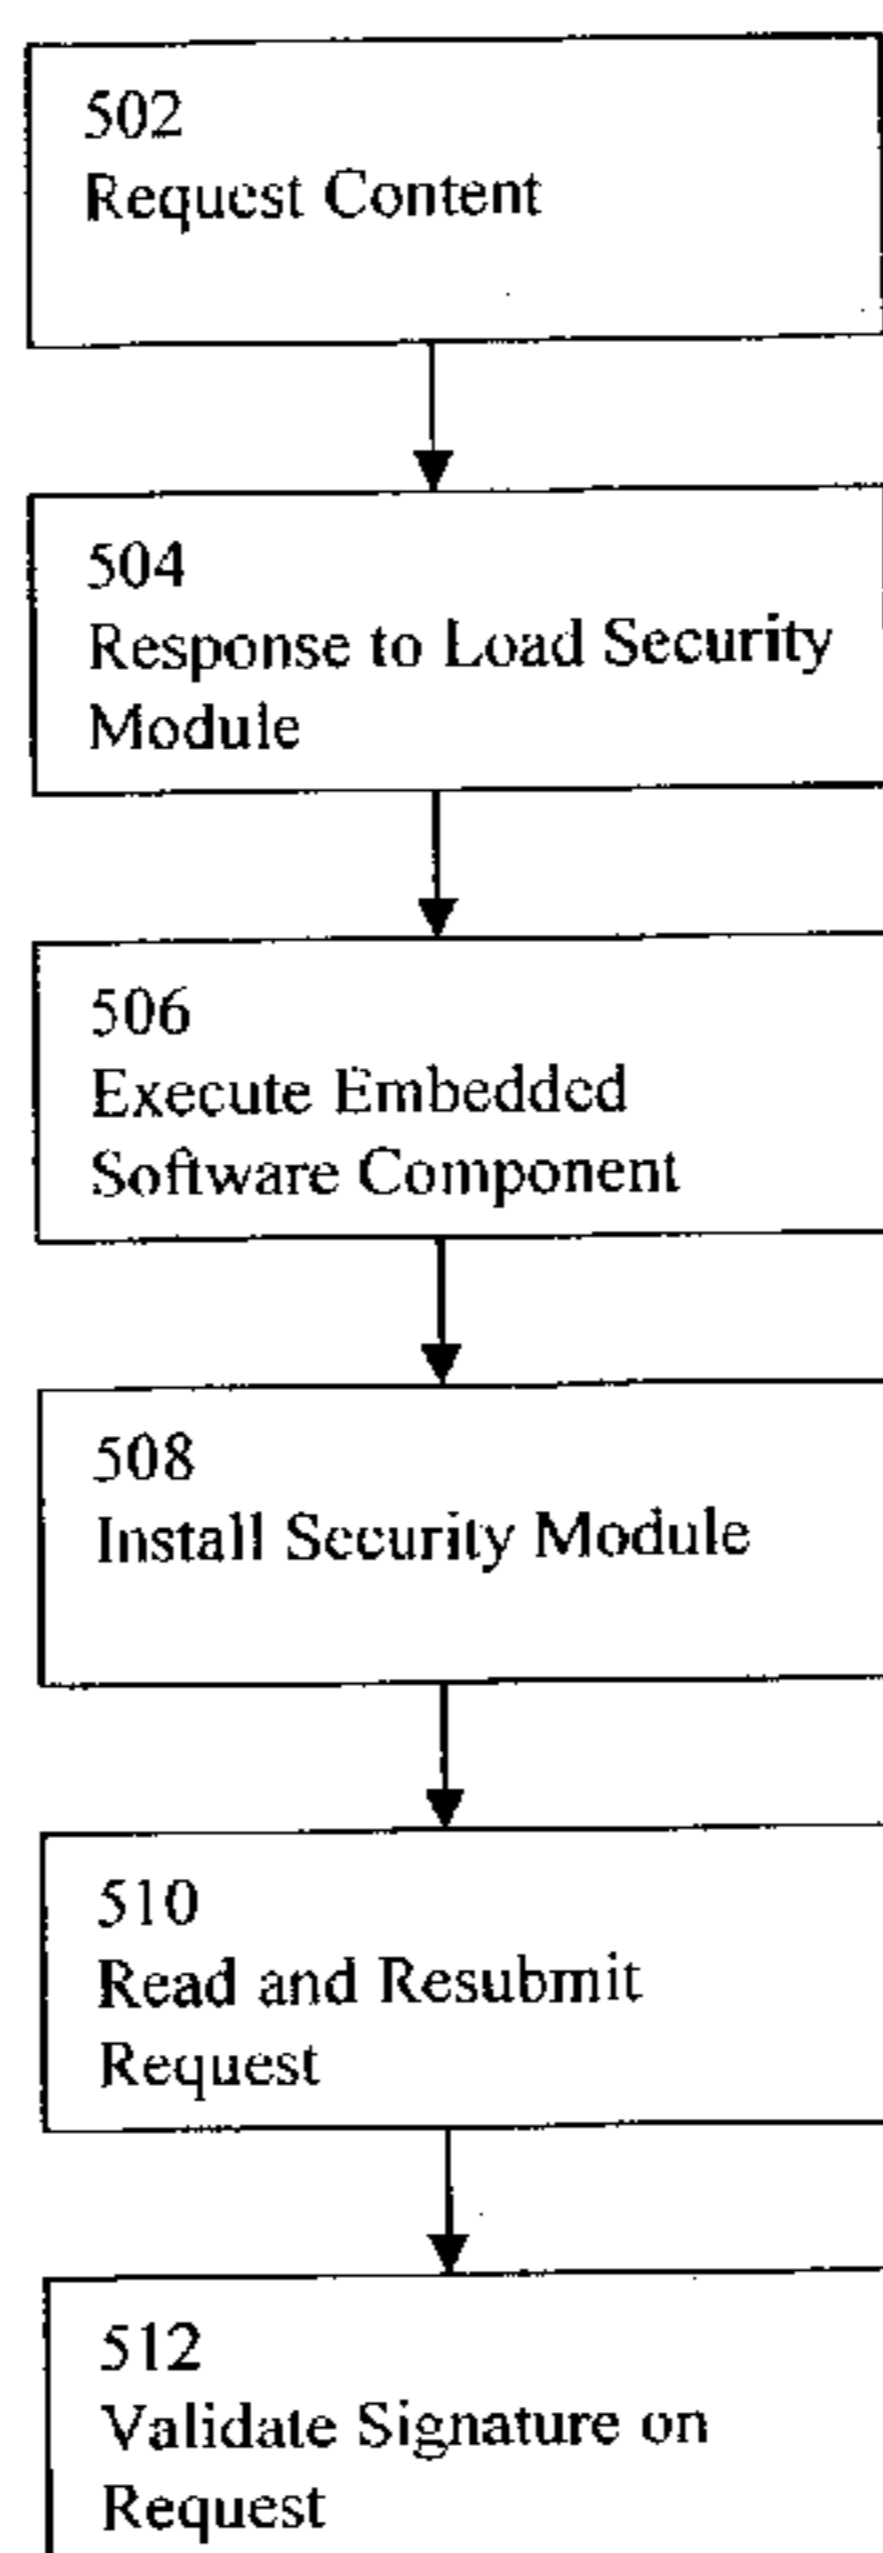 502
Request Content
504
Response to Load Security
Module
506
Execute Embedded
Software Component
508
Install Security Module
510
Read and Resubmit
Request
512
Validate Signature on
Request